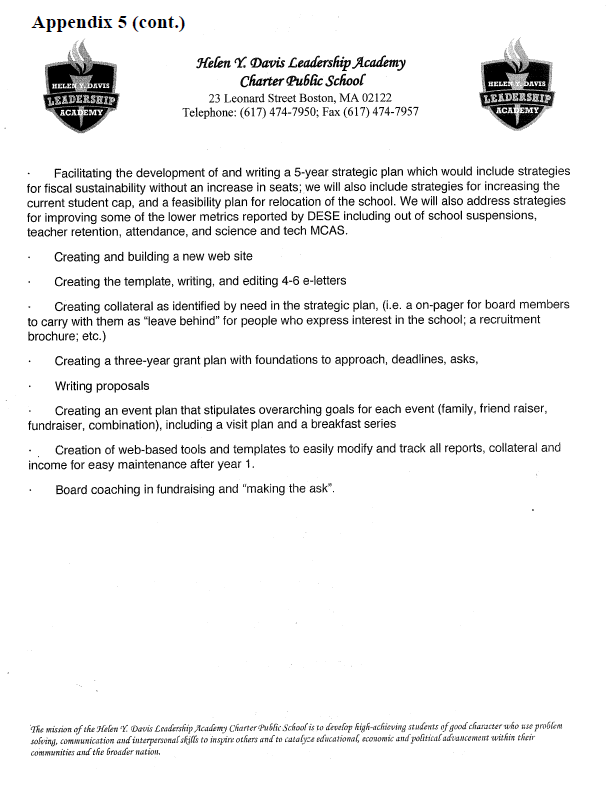 Appendix 5 (cont.)
HELEN Y. DAVIS
LEADERSHIP
ACADEMY
Helen Y. Davis Leadership Academy
Charter Public School
23 Leonard Street Boston, MA 02122
Telephone: (617) 474-7950; Fax (617) 474-7957
HELEN Y. DAVIS
LEADERSHIP
ACADEMY
· Facilitating the development of and writing a 5-year strategic plan which would include strategies
for fiscal sustainability without an increase in seats; we will also include strategies for increasing the
current student cap, and a feasibility plan for relocation of the school. We will also address strategies
for improving some of the lower metrics reported by DESE including out of school suspensions,
teacher retention, attendance, and science and tech MCAS.
· Creating and building a new web site
· Creating the template, writing, and editing 4-6 e-letters
· Creating collateral as identified by need in the strategic plan, (i.e. a on-pager for board members
to carry with them as “leave behind” for people who express interest in the school; a recruitment
brochure; etc.)
· Creating a three-year grant plan with foundations to approach, deadlines, asks,
· Writing proposals
· Creating an event plan that stipulates overarching goals for each event (family, friend raiser,
fundraiser, combination), including a visit plan and a breakfast series
· Creation of web-based tools and templates to easily modify and track all reports, collateral and
income for easy maintenance after year 1.
· Board coaching in fundraising and “making the ask”.
The mission of the Helen Y. Davis Leadership Academy Charter Public School is to develop high-achieving students of good character who use problem
solving, communication and interpersonal skills to inspire others and to catalyze educational, economic and political advancement within their
communities and the broader nation.